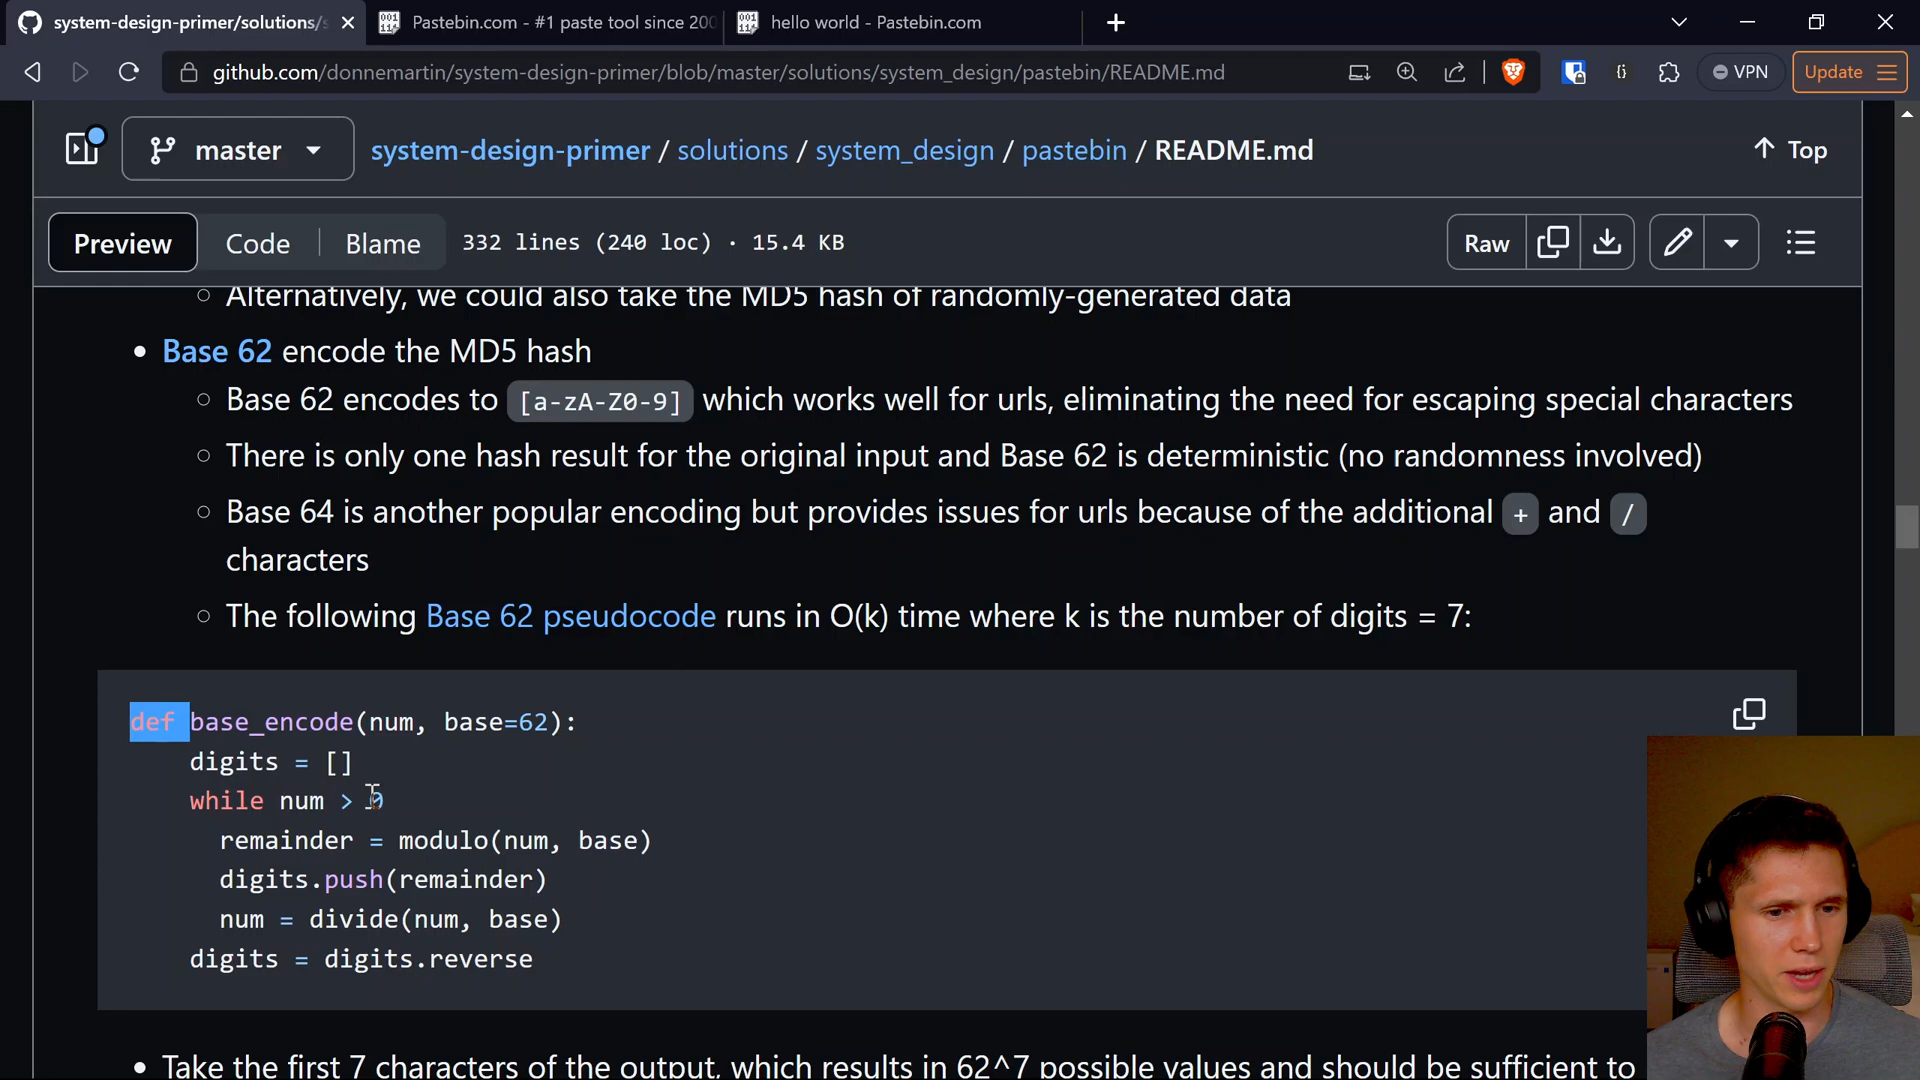 system-design-primer/solutions/s
Pastebin.com - #1 paste tool since 200
hello world - Pastebin.com
github.com/donnemartin/system-design-primer/blob/master/solutions/system_design/pastebin/README.md
VPN
Update
master
system-design-primer / solutions / system_design / pastebin / README.md
Top
Preview
Code
Blame
332 lines (240 loc) · 15.4 KB
Raw
Alternatively, we could also take the MD5 hash of randomly-generated data
Base 62 encode the MD5 hash
Base 62 encodes to [a-zA-Z0-9] which works well for urls, eliminating the need for escaping special characters
There is only one hash result for the original input and Base 62 is deterministic (no randomness involved)
Base 64 is another popular encoding but provides issues for urls because of the additional + and /
characters
The following Base 62 pseudocode runs in O(k) time where k is the number of digits = 7:
def base_encode(num, base=62):
digits = []
while num > 0
remainder = modulo(num, base)
digits.push(remainder)
num = divide(num, base)
digits = digits.reverse
Take the first 7 characters of the output, which results in 62^7 possible values and should be sufficient to